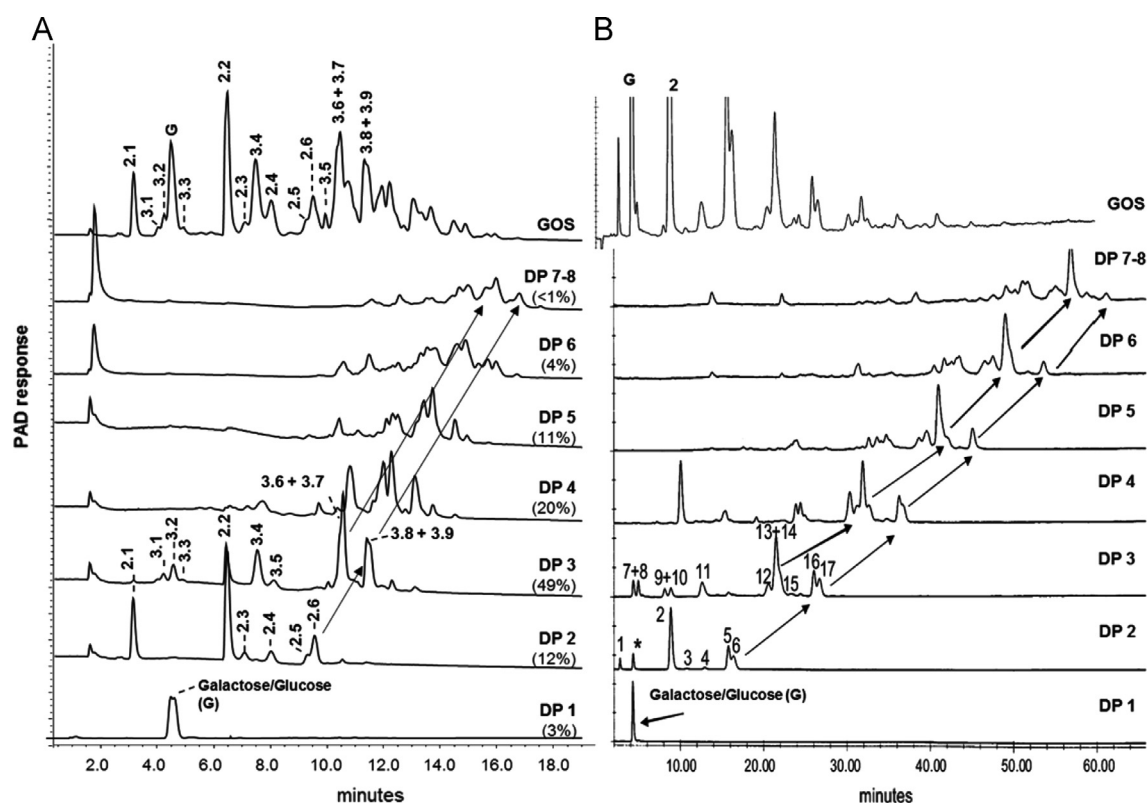 A
PAD response
2.1
3.1
3.2
G
3.3
2.2
2.3
3.4
2.4
2.5
2.6
3.5
3.6 + 3.7
3.8 + 3.9
GOS
DP 7-8
(<1%)
DP 6
(4%)
DP 5
(11%)
DP 4
(20%)
3.6 + 3.7
3.8 + 3.9
2.1
3.1
3.2
3.3
2.2
3.4
3.5
DP 3
(49%)
2.3
2.4
2.5
2.6
DP 2
(12%)
Galactose/Glucose
(G)
DP 1
(3%)
2.0 4.0 6.0 8.0 10.0 12.0 14.0 16.0 18.0
minutes
B
G 2
GOS
DP 7-8
DP 6
DP 5
DP 4
13+14
7+8 9+10 11 12 15 16 17
DP 3
1 * 2 3 4 5 6
DP 2
Galactose/Glucose (G)
DP 1
10.00 20.00 30.00 40.00 50.00 60.00
minutes